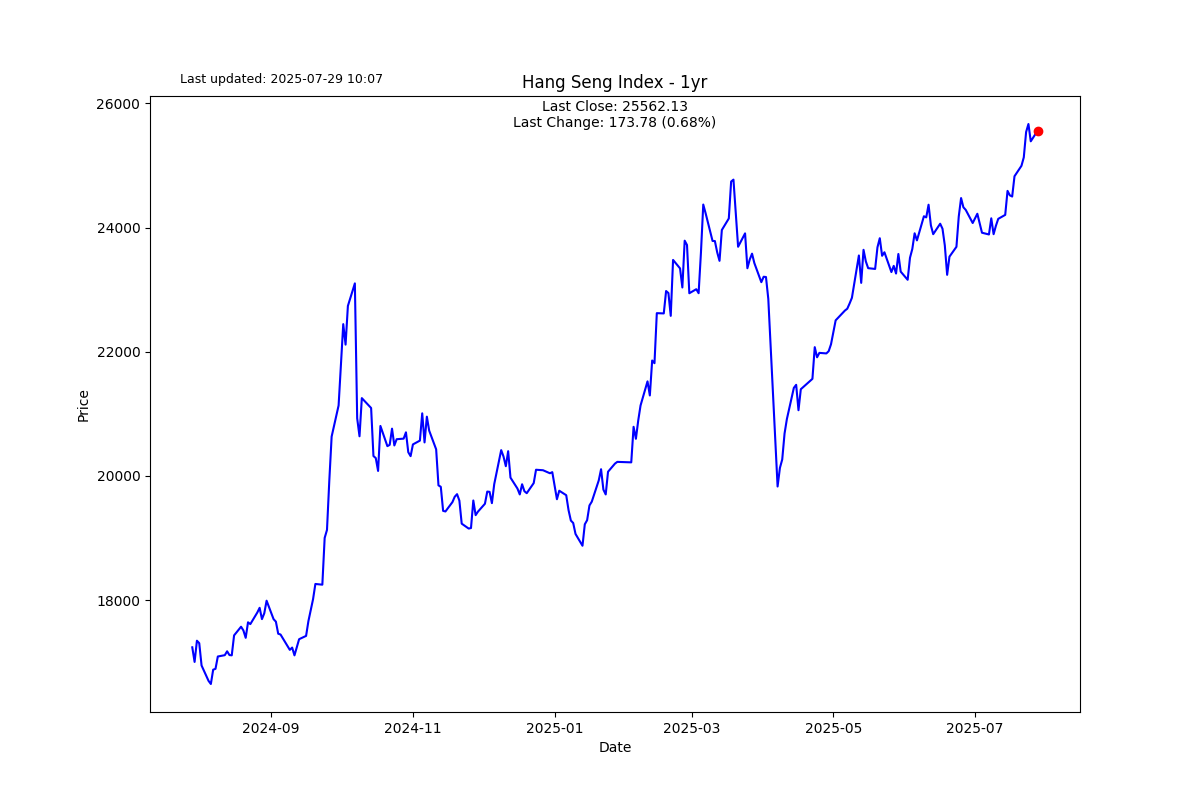 Last updated: 2025-07-29 10:07
Hang Seng Index - 1yr
Last Close: 25562.13
Last Change: 173.78 (0.68%)
26000
24000
22000
20000
18000
Price
2024-09
2024-11
2025-01
2025-03
2025-05
2025-07
Date